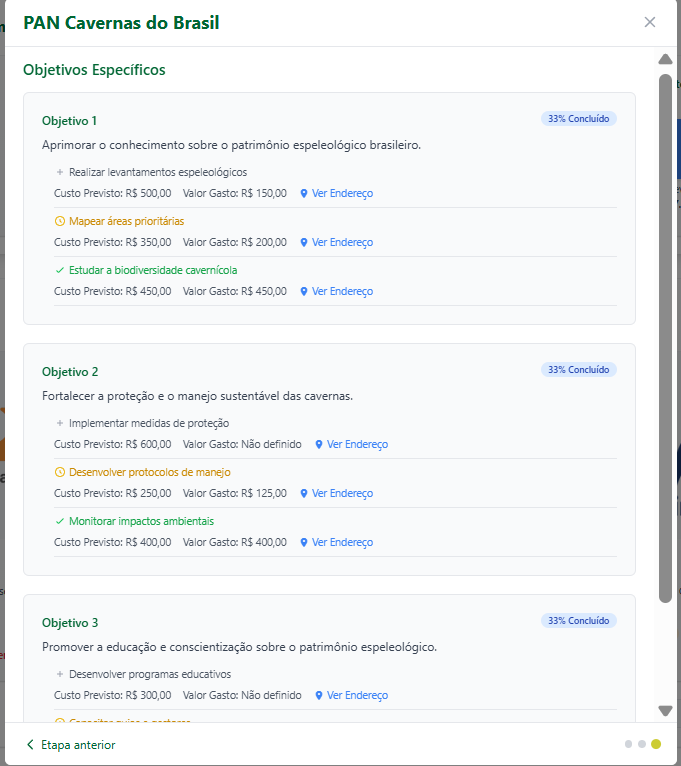 PAN Cavernas do Brasil
Objetivos Específicos
Objetivo 1
33% Concluído
Aprimorar o conhecimento sobre o patrimônio espeleológico brasileiro.
Realizar levantamentos espeleológicos
Custo Previsto: R$ 500,00 Valor Gasto: R$ 150,00 Ver Endereço
Mapear áreas prioritárias
Custo Previsto: R$ 350,00 Valor Gasto: R$ 200,00 Ver Endereço
Estudar a biodiversidade cavernícola
Custo Previsto: R$ 450,00 Valor Gasto: R$ 450,00 Ver Endereço
Objetivo 2
33% Concluído
Fortalecer a proteção e o manejo sustentável das cavernas.
Implementar medidas de proteção
Custo Previsto: R$ 600,00 Valor Gasto: Não definido Ver Endereço
Desenvolver protocolos de manejo
Custo Previsto: R$ 250,00 Valor Gasto: R$ 125,00 Ver Endereço
Monitorar impactos ambientais
Custo Previsto: R$ 400,00 Valor Gasto: R$ 400,00 Ver Endereço
Objetivo 3
33% Concluído
Promover a educação e conscientização sobre o patrimônio espeleológico.
Desenvolver programas educativos
Custo Previsto: R$ 300,00 Valor Gasto: Não definido Ver Endereço
Capacitar guias e gestores
Etapa anterior